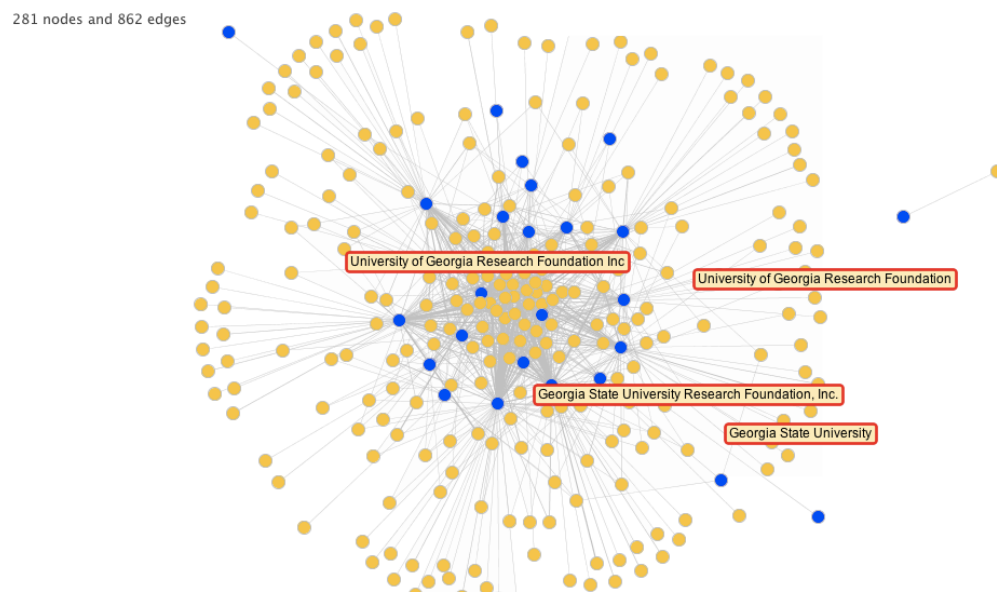 281 nodes and 862 edges
University of Georgia Research Foundation Inc
University of Georgia Research Foundation
Georgia State University Research Foundation, Inc.
Georgia State University